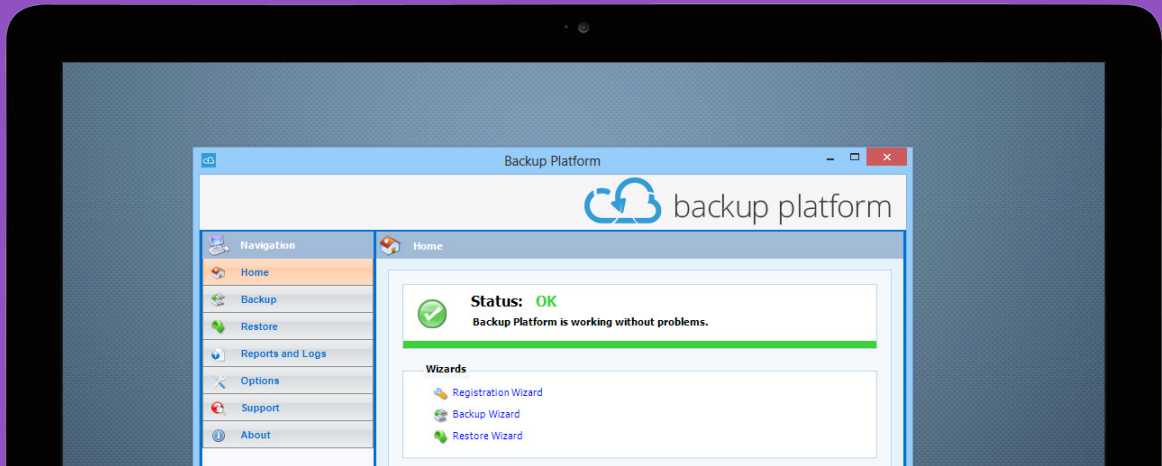 Backup Platform
backup platform
Navigation
Home
Home
Backup
Restore
Reports and Logs
Options
Support
About
Status: OK
Backup Platform is working without problems.
Wizards
Registration Wizard
Backup Wizard
Restore Wizard